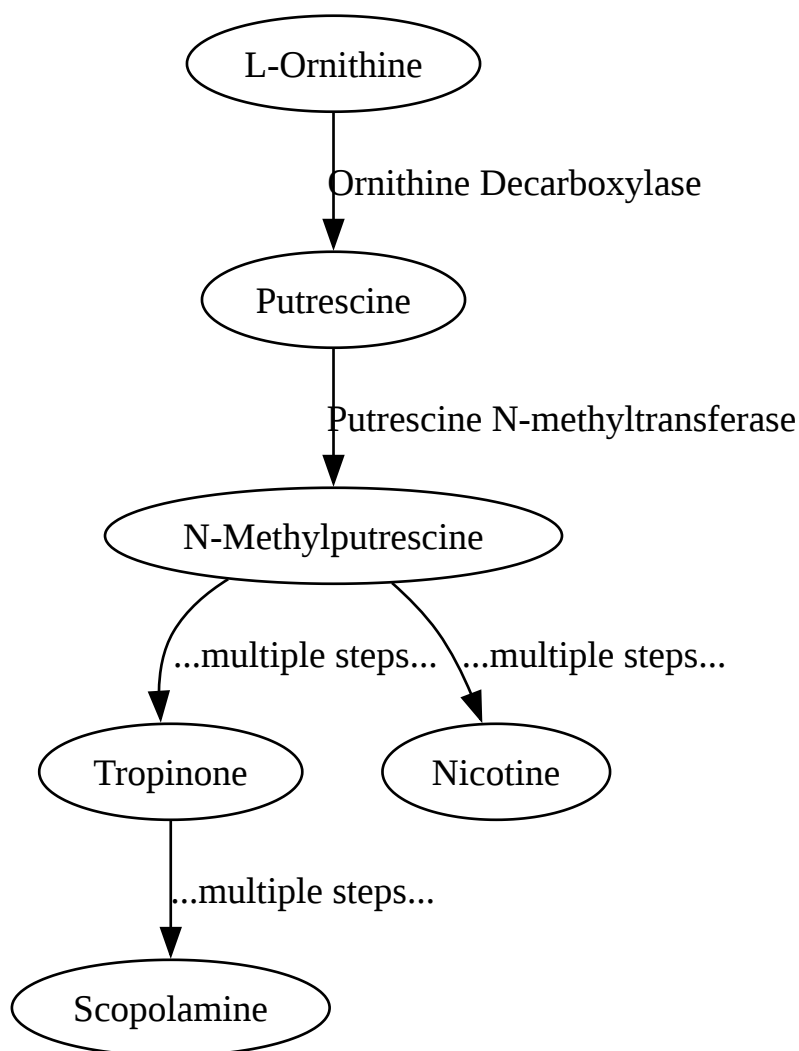 L-Ornithine
Ornithine Decarboxylase
Putrescine
Putrescine N-methyltransferase
N-Methylputrescine
...multiple steps...
...multiple steps...
Tropinone
Nicotine
...multiple steps...
Scopolamine